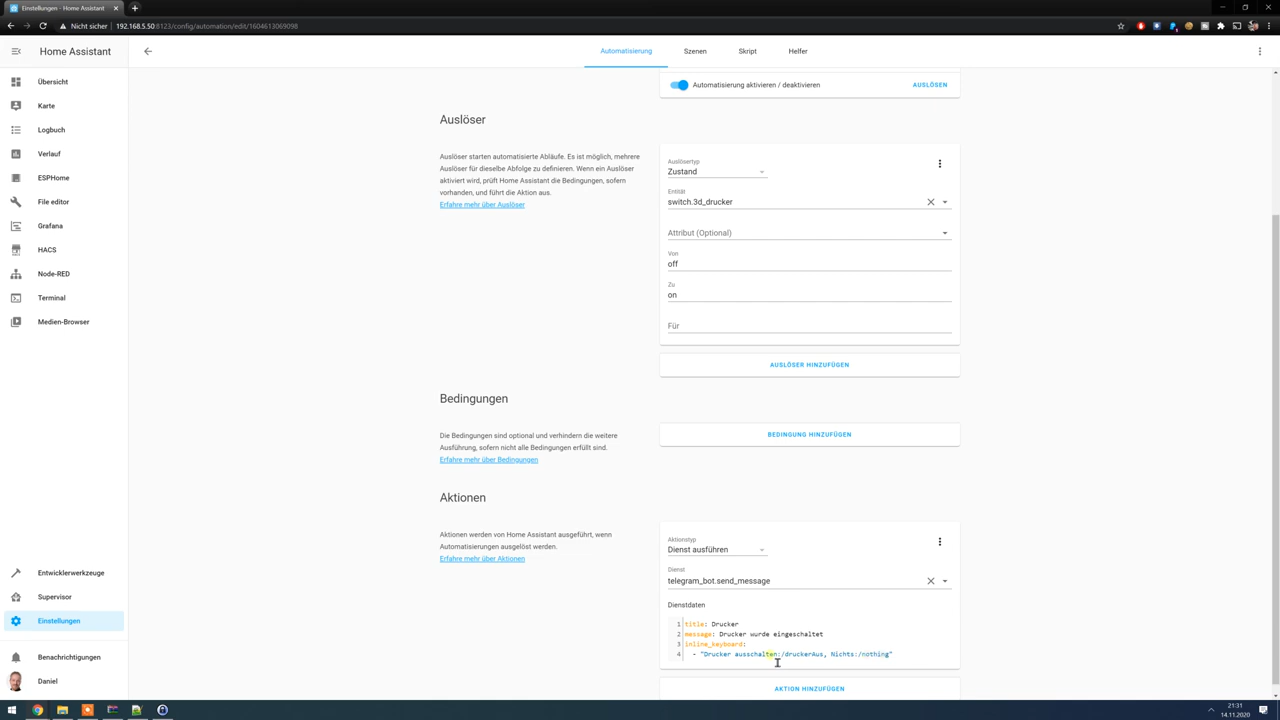 Einstellungen - Home Assistant
Nicht sicher
192.168.5.50:8123/config/automation/edit/1604613069098
Home Assistant
Automatisierung
Szenen
Skript
Helfer
Übersicht
Karte
Logbuch
Verlauf
ESPHome
File editor
Grafana
HACS
Node-RED
Terminal
Medien-Browser
Entwicklerwerkzeuge
Supervisor
Einstellungen
Benachrichtigungen
Daniel
Automatisierung aktivieren / deaktivieren
AUSLÖSEN
Auslöser
Auslöser starten automatisierte Abläufe. Es ist möglich, mehrere
Auslöser für dieselbe Abfolge zu definieren. Wenn ein Auslöser
aktiviert wird, prüft Home Assistant die Bedingungen, sofern
vorhanden, und führt die Aktion aus.
Erfahre mehr über Auslöser
Auslösertyp
Zustand
Entität
switch.3d_drucker
Attribut (Optional)
Von
off
Zu
on
Für
AUSLÖSER HINZUFÜGEN
Bedingungen
Die Bedingungen sind optional und verhindern die weitere
Ausführung, sofern nicht alle Bedingungen erfüllt sind.
Erfahre mehr über Bedingungen
BEDINGUNG HINZUFÜGEN
Aktionen
Aktionen werden von Home Assistant ausgeführt, wenn
Automatisierungen ausgelöst werden.
Erfahre mehr über Aktionen
Aktionstyp
Dienst ausführen
Dienst
telegram_bot.send_message
Dienstdaten
1 title: Drucker
2 message: Drucker wurde eingeschaltet
3 inline_keyboard:
4 - "Drucker ausschalten:/druckerAus, Nichts:/nothing"
AKTION HINZUFÜGEN
21:31
14.11.2020